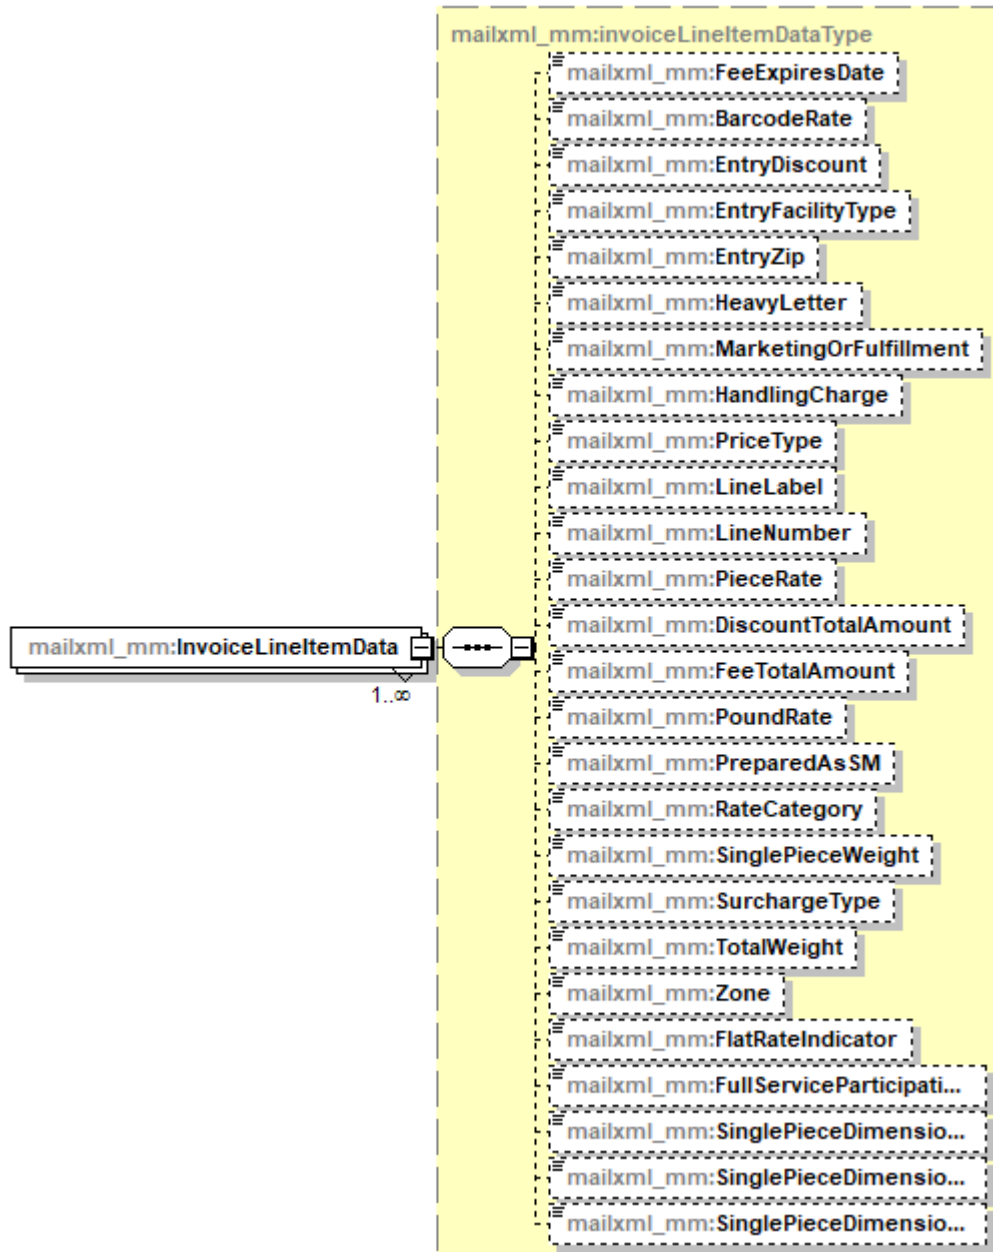 mailxml_mm:invoiceLineItemDataType
mailxml_mm:FeeExpiresDate
mailxml_mm:BarcodeRate
mailxml_mm:EntryDiscount
mailxml_mm:EntryFacilityType
mailxml_mm:EntryZip
mailxml_mm:HeavyLetter
mailxml_mm:MarketingOrFulfillment
mailxml_mm:HandlingCharge
mailxml_mm:PriceType
mailxml_mm:LineLabel
mailxml_mm:LineNumber
mailxml_mm:PieceRate
mailxml_mm:DiscountTotalAmount
mailxml_mm:InvoiceLineItemData
1..∞
mailxml_mm:FeeTotalAmount
mailxml_mm:PoundRate
mailxml_mm:PreparedAsSM
mailxml_mm:RateCategory
mailxml_mm:SinglePieceWeight
mailxml_mm:SurchargeType
mailxml_mm:TotalWeight
mailxml_mm:Zone
mailxml_mm:FlatRateIndicator
mailxml_mm:FullServiceParticipati...
mailxml_mm:SinglePieceDimensio...
mailxml_mm:SinglePieceDimensio...
mailxml_mm:SinglePieceDimensio...